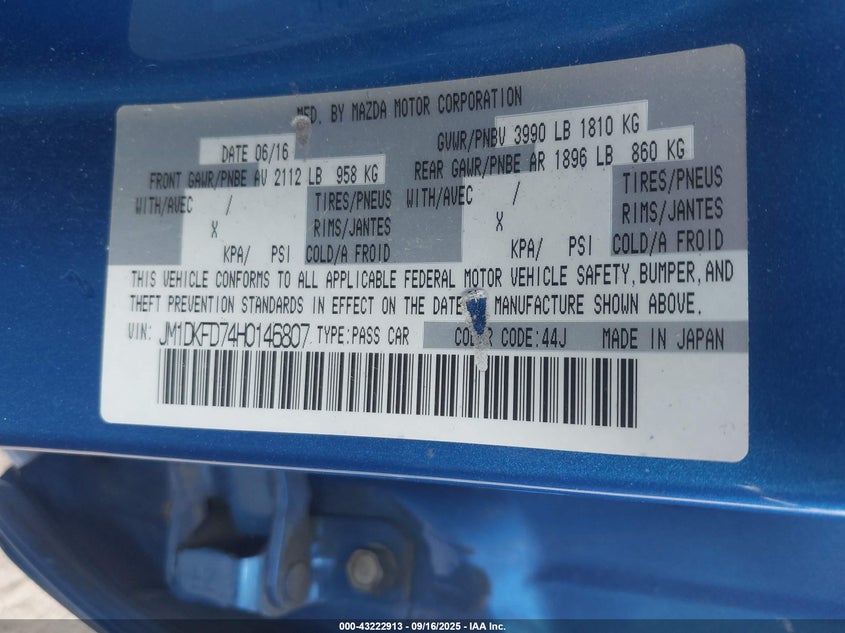 MFD. BY MAZDA MOTOR CORPORATION
DATE 06/16 GVWR/PNBV 3990 LB 1810 KG
FRONT GAWR/PNBE AV 2112 LB 958 KG REAR GAWR/PNBE AR 1896 LB 860 KG
WITH/AVEC / TIRES/PNEUS WITH/AVEC / TIRES/PNEUS
X RIMS/JANTES X RIMS/JANTES
KPA/ PSI COLD/A FROID KPA/ PSI COLD/A FROID
THIS VEHICLE CONFORMS TO ALL APPLICABLE FEDERAL MOTOR VEHICLE SAFETY, BUMPER, AND
THEFT PREVENTION STANDARDS IN EFFECT ON THE DATE MANUFACTURE SHOWN ABOVE.
VIN: JM1DKFD74H0145807 TYPE: PASS CAR COLOR CODE: 44J MADE IN JAPAN
000-43222913 - 09/16/2025 - IAA Inc.